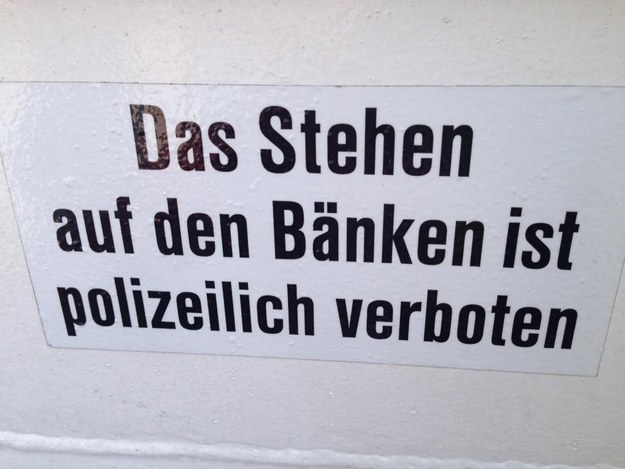 Das Stehen
auf den Bänken ist
polizeilich verboten